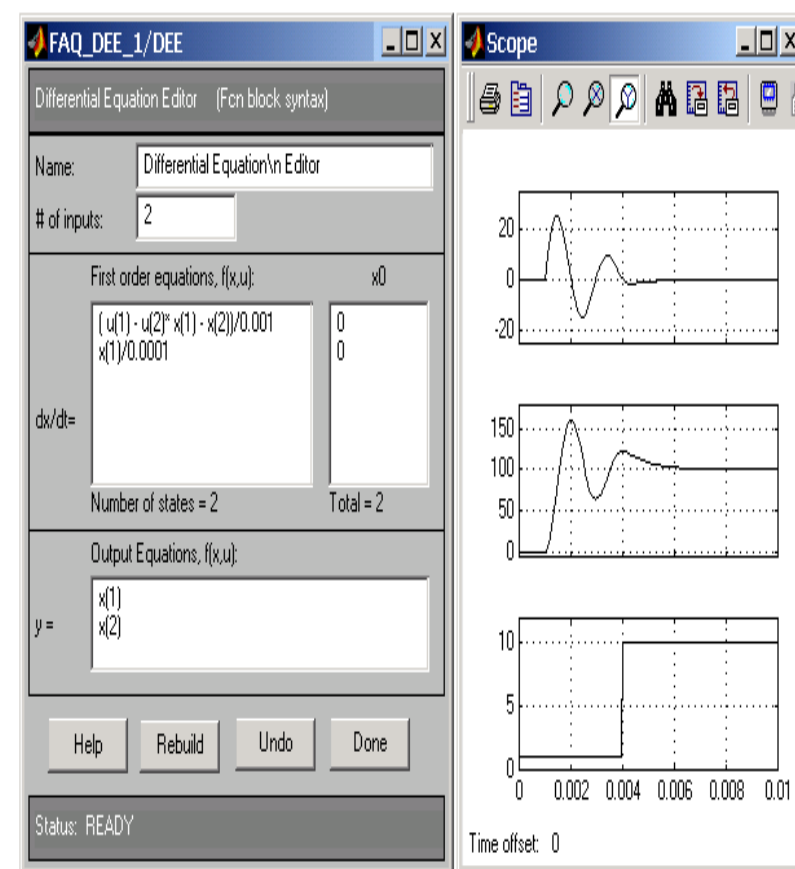 FAQ_DEE_1/DEE
Differential Equation Editor (Fcn block syntax)
Name: Differential Equation\n Editor
# of inputs: 2
First order equations, f(x,u): x0
( u(1) - u(2)* x(1) - x(2))/0.001 0
x(1)/0.0001 0
dx/dt=
Number of states = 2 Total = 2
Output Equations, f(x,u):
x(1)
y = x(2)
Help Rebuild Undo Done
Status: READY
Scope
20
0
-20
150
100
50
0
10
5
0
0 0.002 0.004 0.006 0.008 0.01
Time offset: 0